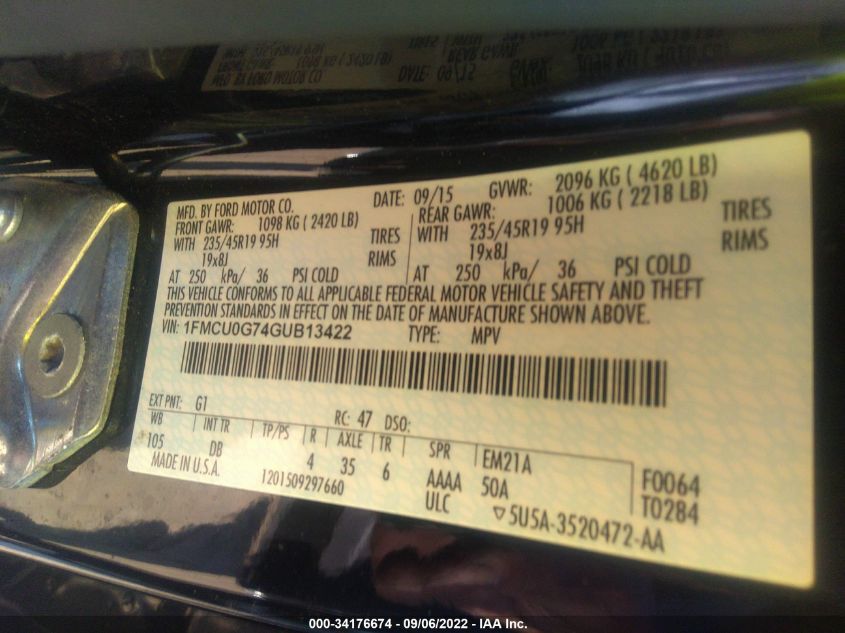 MFD. BY FORD MOTOR CO. DATE: 09/15 GVWR: 2096 KG ( 4620 LB)
FRONT GAWR: 1098 KG ( 2420 LB) REAR GAWR: 1006 KG ( 2218 LB)
WITH 235/45R19 95H TIRES WITH 235/45R19 95H TIRES
19x8J RIMS 19x8J RIMS
AT 250 kPa/ 36 PSI COLD AT 250 kPa/ 36 PSI COLD
THIS VEHICLE CONFORMS TO ALL APPLICABLE FEDERAL MOTOR VEHICLE SAFETY AND THEFT
PREVENTION STANDARDS IN EFFECT ON THE DATE OF MANUFACTURE SHOWN ABOVE.
VIN: 1FMCU0G74GUB13422 TYPE: MPV
EXT PNT: G1 RC: 47 DSO:
WB INT TR TP/PS R AXLE TR SPR EM21A F0064
105 DB 4 35 6 AAAA 50A T0284
MADE IN U.S.A. 1201509297660 ULC ▽5U5A-3520472-AA
000-34176674 - 09/06/2022 - IAA Inc.